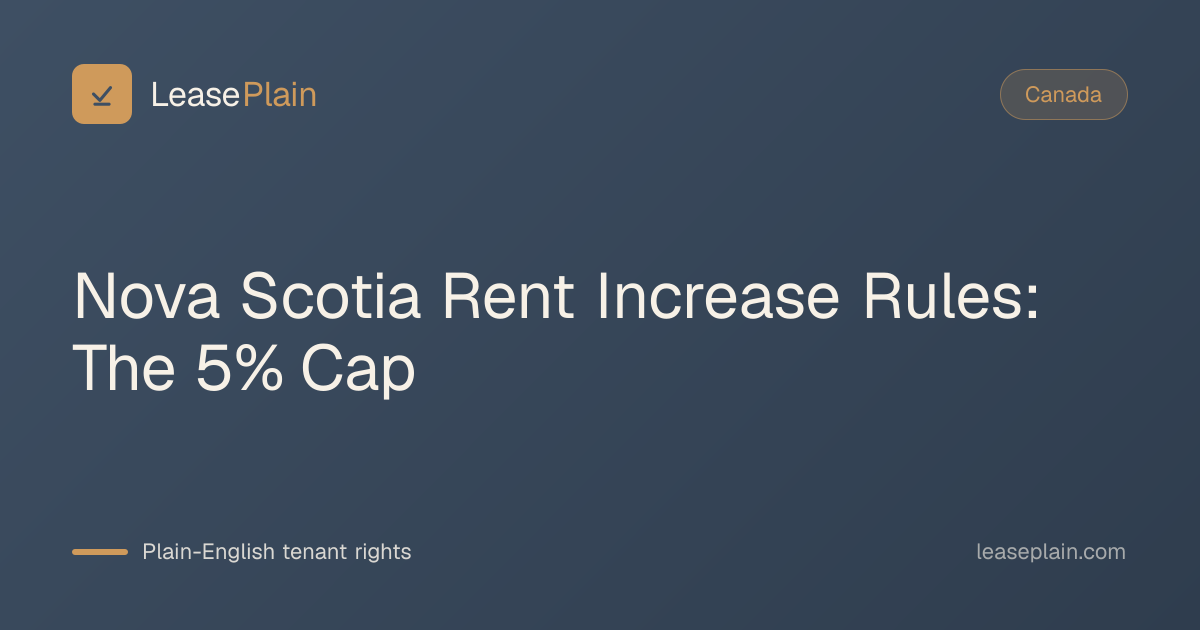 LeasePlain
Canada
Nova Scotia Rent Increase Rules:
The 5% Cap
Plain-English tenant rights
leaseplain.com